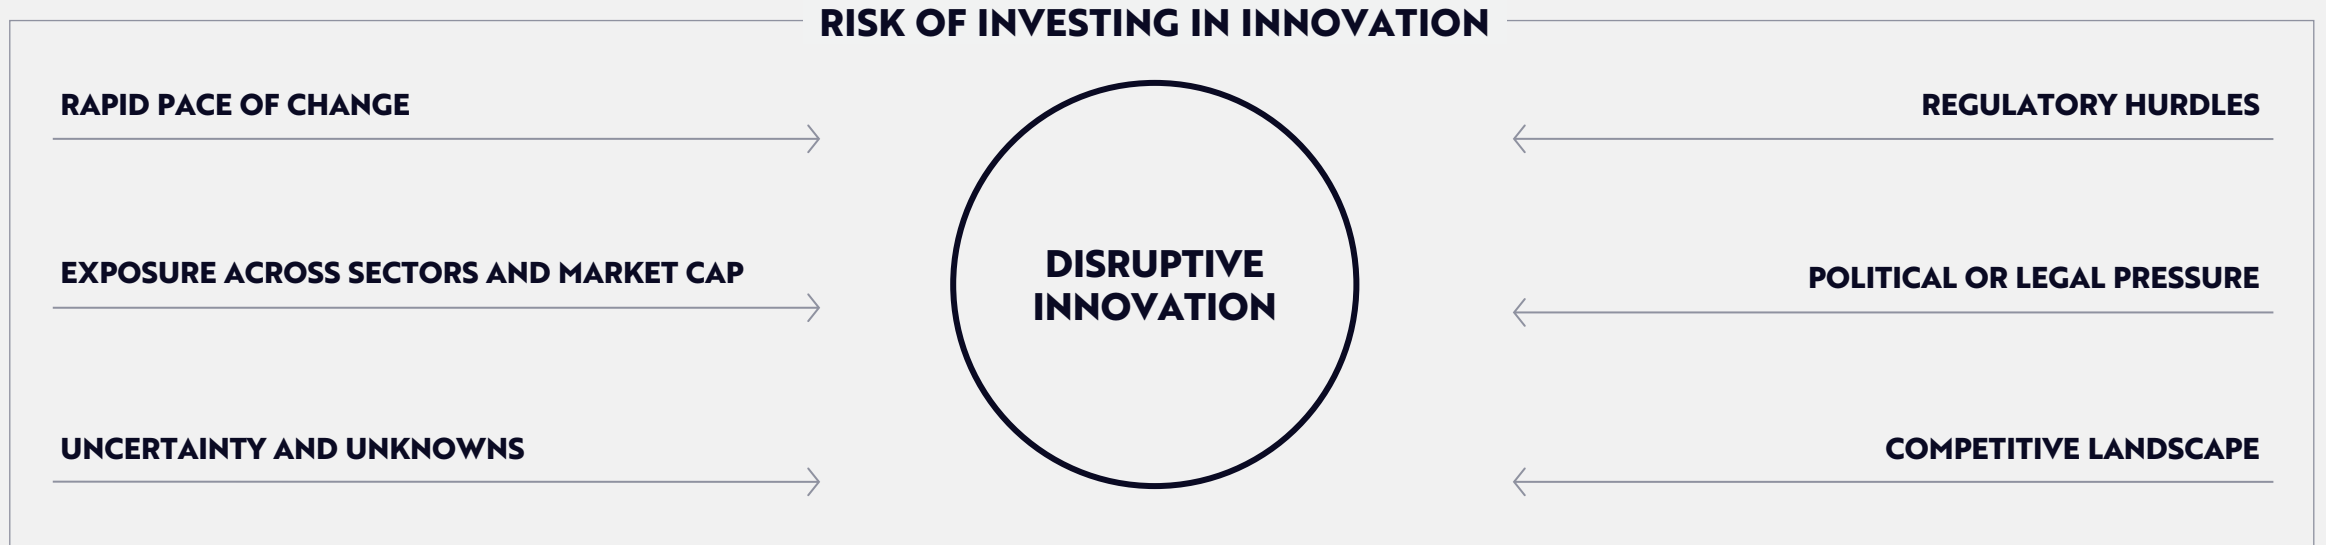 RISK OF INVESTING IN INNOVATION
RAPID PACE OF CHANGE
EXPOSURE ACROSS SECTORS AND MARKET CAP
UNCERTAINTY AND UNKNOWNS
DISRUPTIVE
INNOVATION
REGULATORY HURDLES
POLITICAL OR LEGAL PRESSURE
COMPETITIVE LANDSCAPE